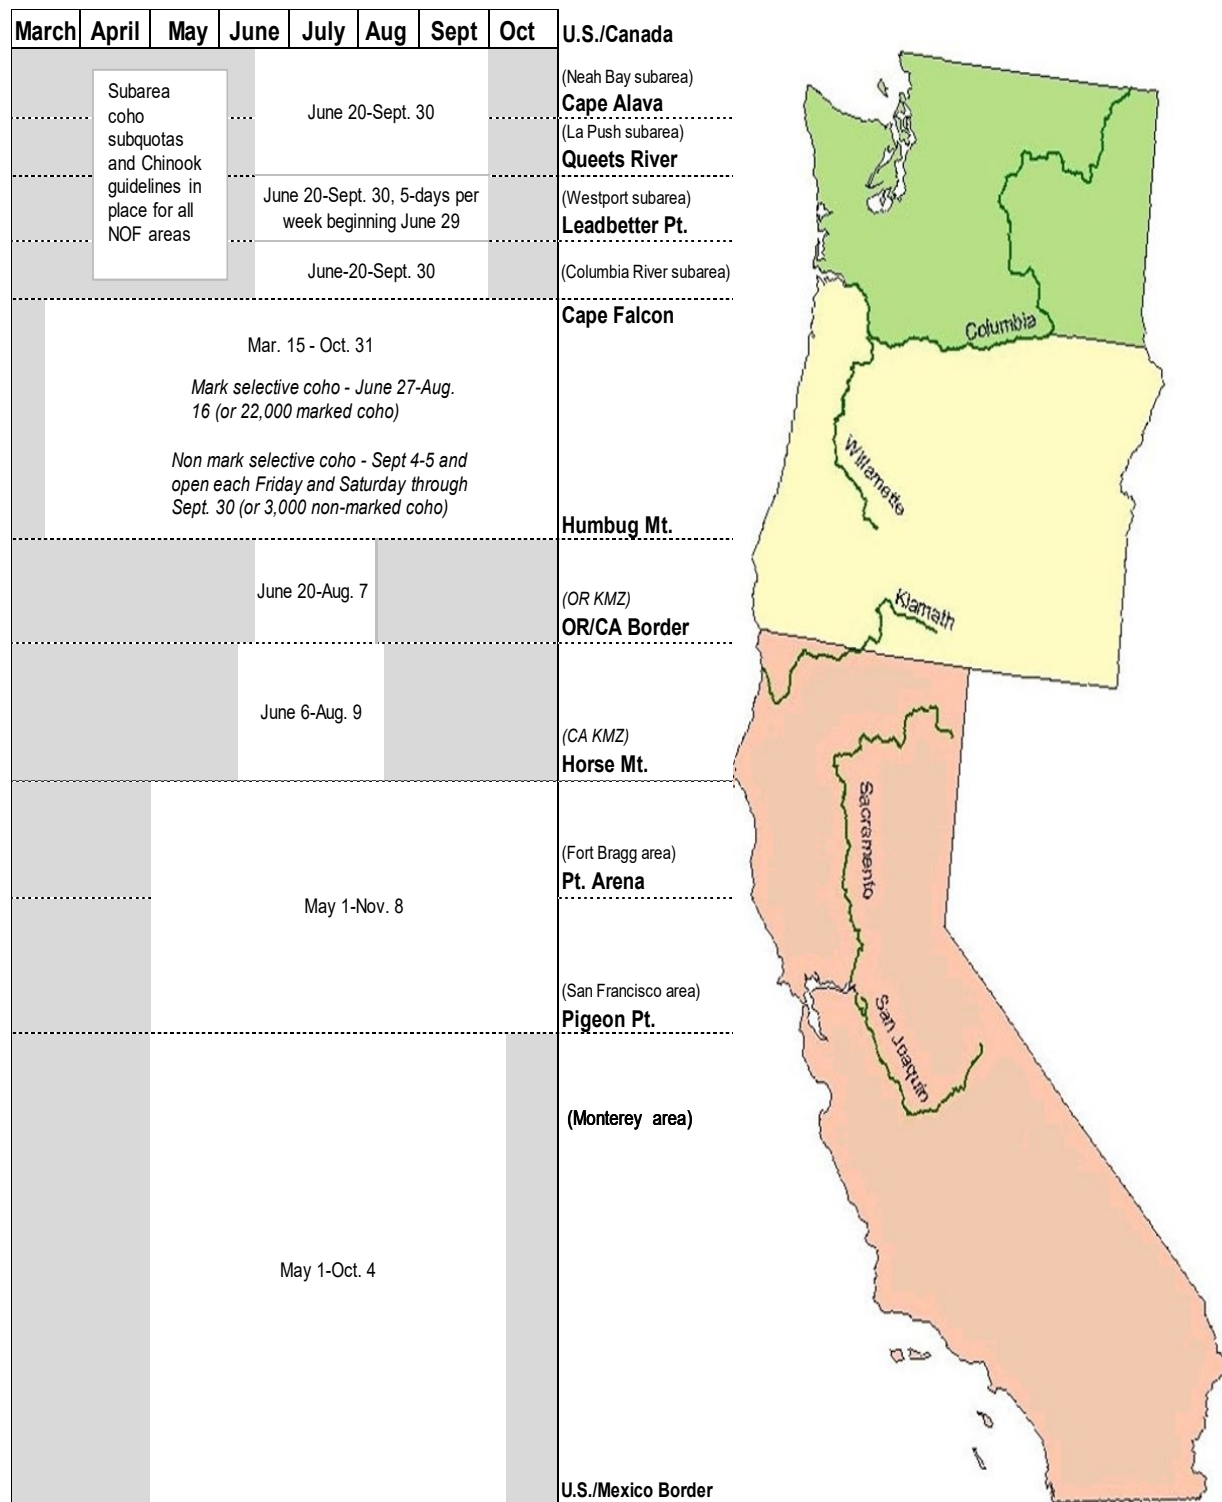 March April May June July Aug Sept Oct
U.S./Canada
Subarea
coho
subquotas
and Chinook
guidelines in
place for all
NOF areas
June 20-Sept. 30
(Neah Bay subarea)
Cape Alava
(La Push subarea)
Queets River
June 20-Sept. 30, 5-days per
week beginning June 29
(Westport subarea)
Leadbetter Pt.
June-20-Sept. 30
(Columbia River subarea)
Cape Falcon
Mar. 15 - Oct. 31
Mark selective coho - June 27-Aug.
16 (or 22,000 marked coho)
Non mark selective coho - Sept 4-5 and
open each Friday and Saturday through
Sept. 30 (or 3,000 non-marked coho)
Humbug Mt.
June 20-Aug. 7
(OR KMZ)
OR/CA Border
June 6-Aug. 9
(CA KMZ)
Horse Mt.
(Fort Bragg area)
Pt. Arena
May 1-Nov. 8
(San Francisco area)
Pigeon Pt.
(Monterey area)
May 1-Oct. 4
U.S./Mexico Border
Columbia
Willamette
Klamath
Sacramento
San Joaquin